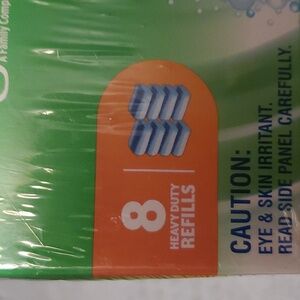 A Family Comp
8
HEAVY DUTY
REFILLS
CAUTION:
EYE & SKIN IRRITANT.
READ SIDE PANEL CAREFULLY.